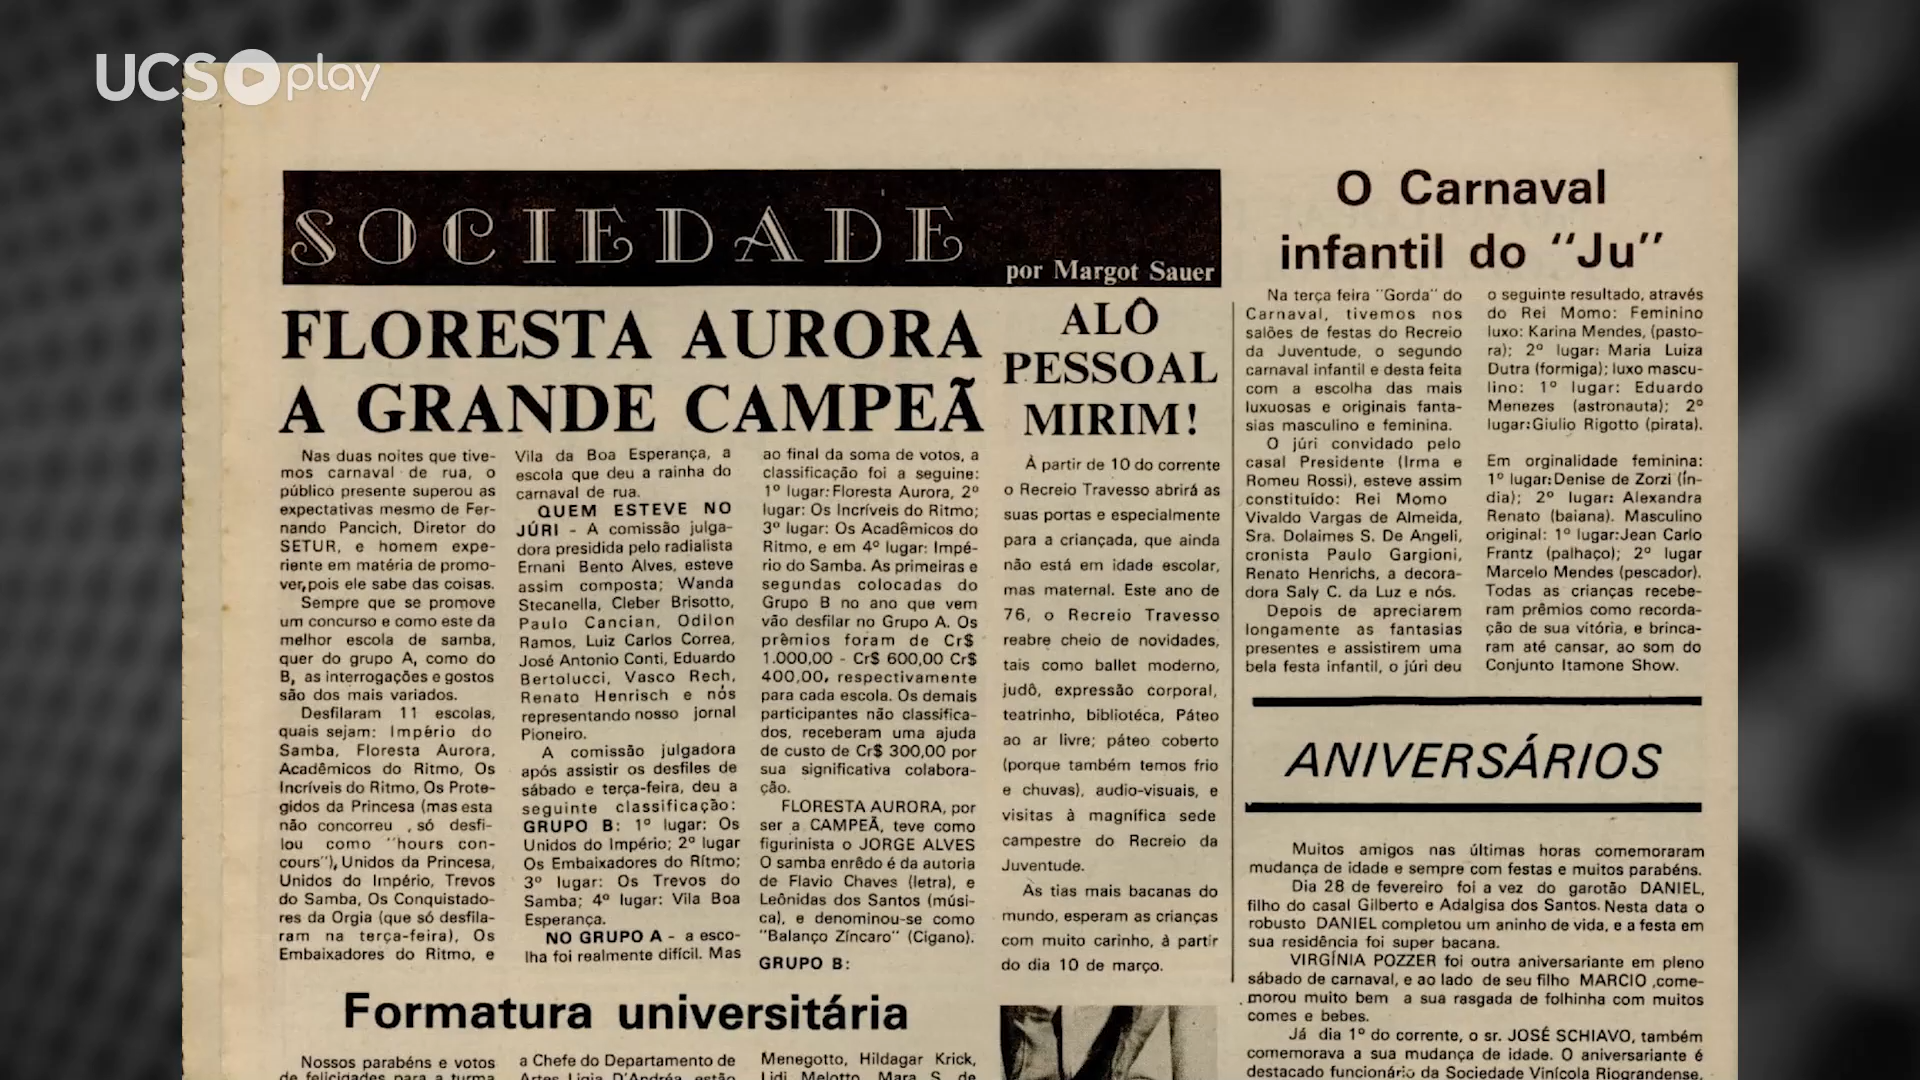 UCS play
SOCIEDADE
por Margot Sauer
FLORESTA AURORA
A GRANDE CAMPEÃ
Nas duas noites que tive-
mos carnaval de rua, o
público presente superou as
expectativas mesmo de Fer-
nando Pancich, Diretor do
SETUR, e homem expe-
riente em matéria de promo-
ver,pois ele sabe das coisas.
Sempre que se promove
um concurso e como este da
melhor escola de samba,
quer do grupo A, como do
B, as interrogações e gostos
são dos mais variados.
Desfilaram 11 escolas,
quais sejam: Império do
Samba, Floresta Aurora,
Acadêmicos do Ritmo, Os
Incríveis do Ritmo, Os Prote-
gidos da Princesa (mas esta
não concorreu , só desfi-
lou como "hours con-
cours"), Unidos da Princesa,
Unidos do Império, Trevos
do Samba, Os Conquistado-
res da Orgia (que só desfila-
ram na terça-feira), Os
Embaixadores do Ritmo, e
Vila da Boa Esperança, a
escola que deu a rainha do
carnaval de rua.
QUEM ESTEVE NO
JÚRI - A comissão julga-
dora presidida pelo radialista
Ernani Bento Alves, esteve
assim composta; Wanda
Stecanella, Cleber Brisotto,
Paulo Cancian, Odilon
Ramos, Luiz Carlos Correa,
José Antonio Conti, Eduardo
Bertolucci, Vasco Rech,
Renato Henrisch e nós
representando nosso jornal
Pioneiro.
A comissão julgadora
após assistir os desfiles de
sábado e terça-feira, deu a
seguinte classificação:
GRUPO B: 1º lugar: Os
Unidos do Império; 2º lugar
Os Embaixadores do Rítmo;
3º lugar: Os Trevos do
Samba; 4º lugar: Vila Boa
Esperança.
NO GRUPO A - a esco-
lha foi realmente difícil. Mas
ao final da soma de votos, a
classificação foi a seguine:
1º lugar: Floresta Aurora, 2º
lugar: Os Incríveis do Ritmo;
3º lugar: Os Acadêmicos do
Ritmo, e em 4º lugar: Impé-
rio do Samba. As primeiras e
segundas colocadas do
Grupo B no ano que vem
vão desfilar no Grupo A. Os
prêmios foram de Cr$
1.000,00 - Cr$ 600,00 Cr$
400,00, respectivamente
para cada escola. Os demais
participantes não classifica-
dos, receberam uma ajuda
de custo de Cr$ 300,00 por
sua significativa colabora-
ção.
FLORESTA AURORA, por
ser a CAMPEÃ, teve como
figurinista o JORGE ALVES
O samba enrêdo é da autoria
de Flavio Chaves (letra), e
Leônidas dos Santos (músi-
ca), e denominou-se como
"Balanço Zíncaro" (Cigano).
GRUPO B:
ALÔ
PESSOAL
MIRIM!
À partir de 10 do corrente
o Recreio Travesso abrirá as
suas portas e especialmente
para a criançada, que ainda
não está em idade escolar,
mas maternal. Este ano de
76, o Recreio Travesso
reabre cheio de novidades,
tais como ballet moderno,
judô, expressão corporal,
teatrinho, bibliotéca, Páteo
ao ar livre; páteo coberto
(porque também temos frio
e chuvas), audio-visuais, e
visitas à magnífica sede
campestre do Recreio da
Juventude.
As tias mais bacanas do
mundo, esperam as crianças
com muito carinho, à partir
do dia 10 de março.
O Carnaval
infantil do "Ju"
Na terça feira "Gorda" do
Carnaval, tivemos nos
salões de festas do Recreio
da Juventude, o segundo
carnaval infantil e desta feita
com a escolha das mais
luxuosas e originais fanta-
sias masculino e feminina.
O júri convidado pelo
casal Presidente (Irma e
Romeu Rossi), esteve assim
constituído: Rei Momo
Vivaldo Vargas de Almeida,
Sra. Dolaimes S. De Angeli,
cronista Paulo Gargioni,
Renato Henrichs, a decora-
dora Saly C. da Luz e nós.
Depois de apreciarem
longamente as fantasias
presentes e assistirem uma
bela festa infantil, o júri deu
o seguinte resultado, através
do Rei Momo: Feminino
luxo: Karina Mendes, (pasto-
ra); 2º lugar: Maria Luiza
Dutra (formiga); luxo mascu-
lino: 1º lugar: Eduardo
Menezes (astronauta); 2º
lugar:Giulio Rigotto (pirata).
Em orginalidade feminina:
1º lugar:Denise de Zorzi (ín-
dia); 2º lugar: Alexandra
Renato (baiana). Masculino
original: 1º lugar:Jean Carlo
Frantz (palhaço); 2º lugar
Marcelo Mendes (pescador).
Todas as crianças recebe-
ram prêmios como recorda-
ção de sua vitória, e brinca-
ram até cansar, ao som do
Conjunto Itamone Show.
ANIVERSÁRIOS
Muitos amigos nas últimas horas comemoraram
mudança de idade e sempre com festas e muitos parabéns.
Dia 28 de fevereiro foi a vez do garotão DANIEL,
filho do casal Gilberto e Adalgisa dos Santos. Nesta data o
robusto DANIEL completou um aninho de vida, e a festa em
sua residência foi super bacana.
VIRGÍNIA POZZER foi outra aniversariante em pleno
sábado de carnaval, e ao lado de seu filho MARCIO ,come-
morou muito bem a sua rasgada de folhinha com muitos
comes e bebes.
Já dia 1º do corrente, o sr. JOSÉ SCHIAVO, também
comemorava a sua mudança de idade. O aniversariante é
destacado funcionário da Sociedade Vinícola Riograndense,
Formatura universitária
Nossos parabéns e votos
de felicidades para a turma
a Chefe do Departamento de
Artes Ligia D'Andréa, estão
Menegotto, Hildagar Krick,
Lidi Melotto, Mara S. de